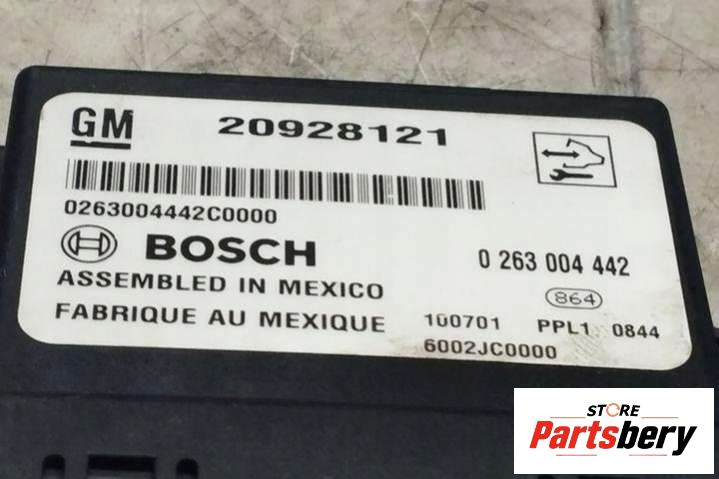 GM 20928121
0263004442C0000
BOSCH 0 263 004 442
ASSEMBLED IN MEXICO
864
FABRIQUE AU MEXIQUE 100701 PPL1 0844
6002JC0000
STORE
Partsbery